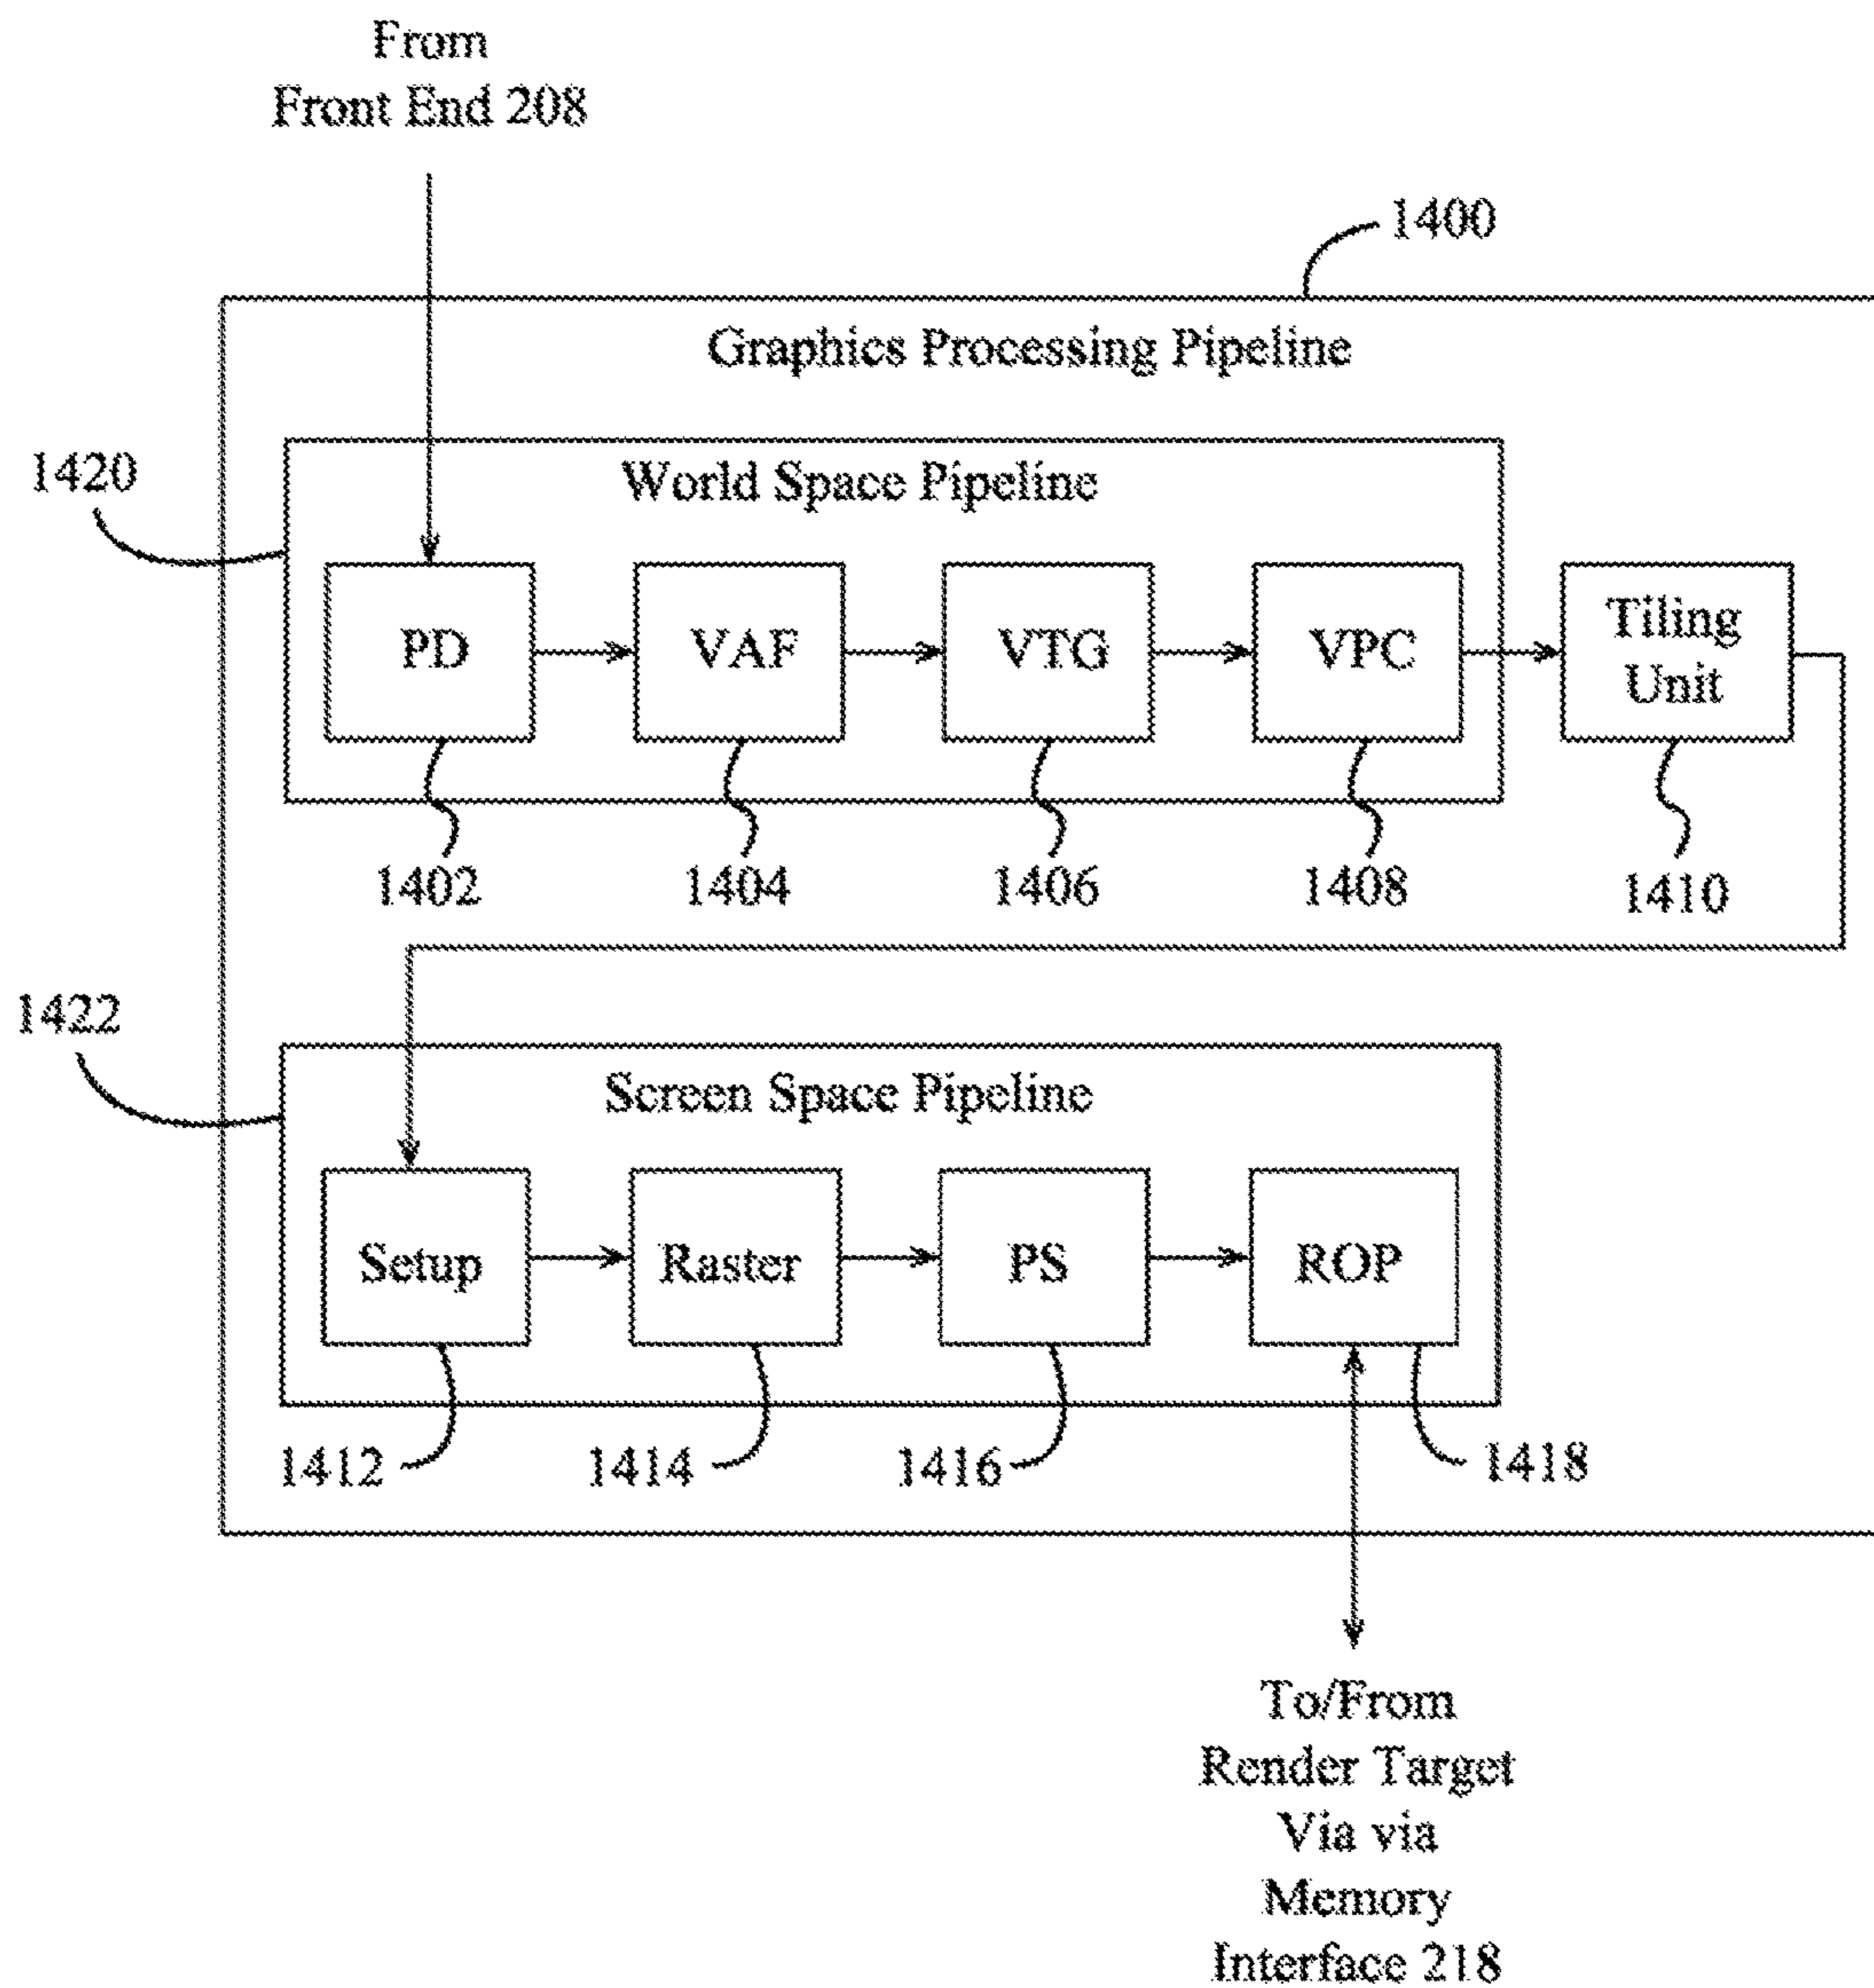 From
Front End 208
1400
Graphics Processing Pipeline
1420
World Space Pipeline
PD
VAF
VTG
VPC
Tiling
Unit
1402
1404
1406
1408
1410
1422
Screen Space Pipeline
Setup
Raster
PS
ROP
1412
1414
1416
1418
To/From
Render Target
Via via
Memory
Interface 218